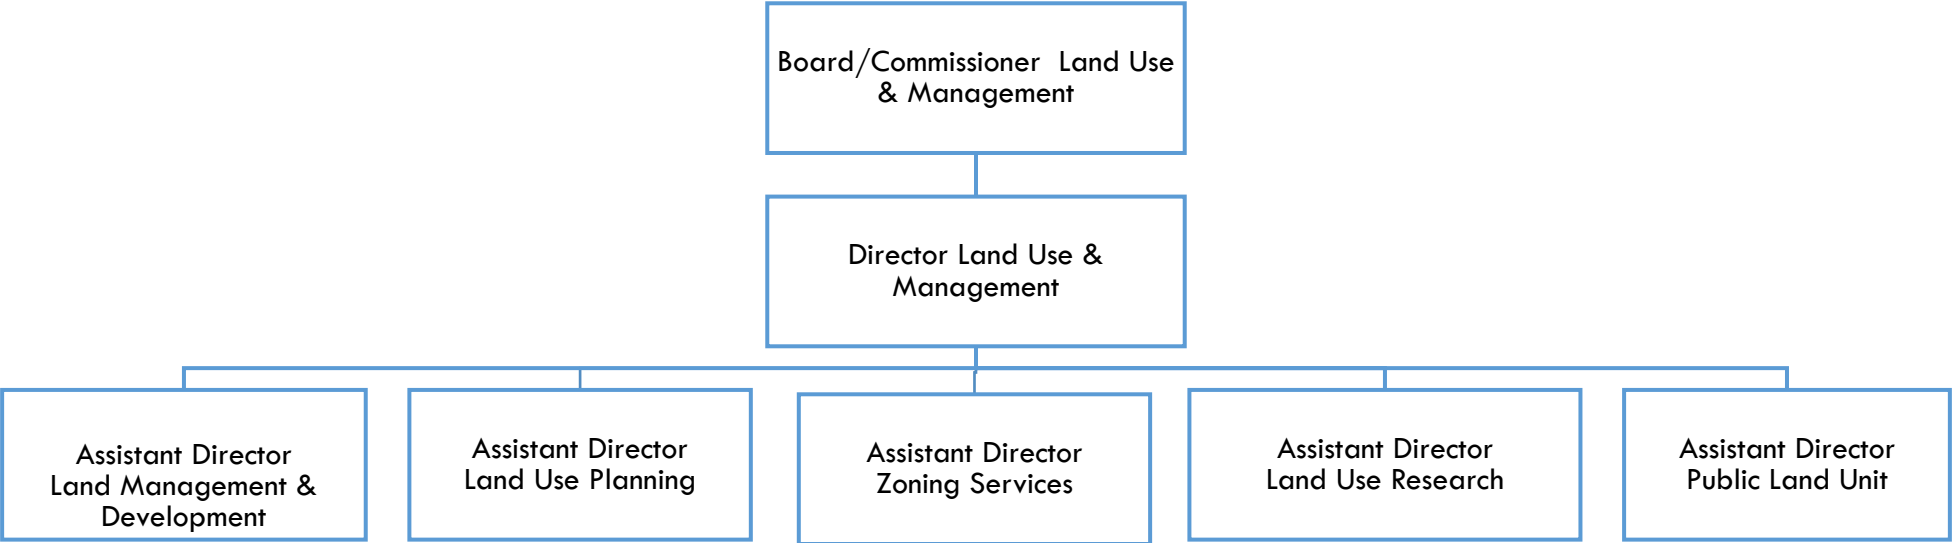 Board/Commissioner  Land Use
& Management
Director Land Use &
Management
Assistant Director
Land Management &
Development
Assistant Director
Land Use Planning
Assistant Director
Zoning Services
Assistant Director
Land Use Research
Assistant Director
Public Land Unit